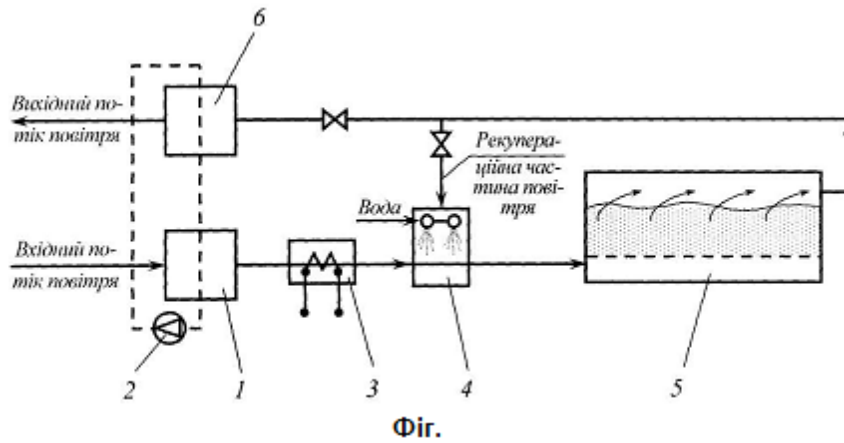 6
Вихідний по-
тік повітря
Рекупера-
ційна час-
тина пові-
тря
Вода
Вхідний по-
тік повітря
2
1
3
4
5
Фіг.